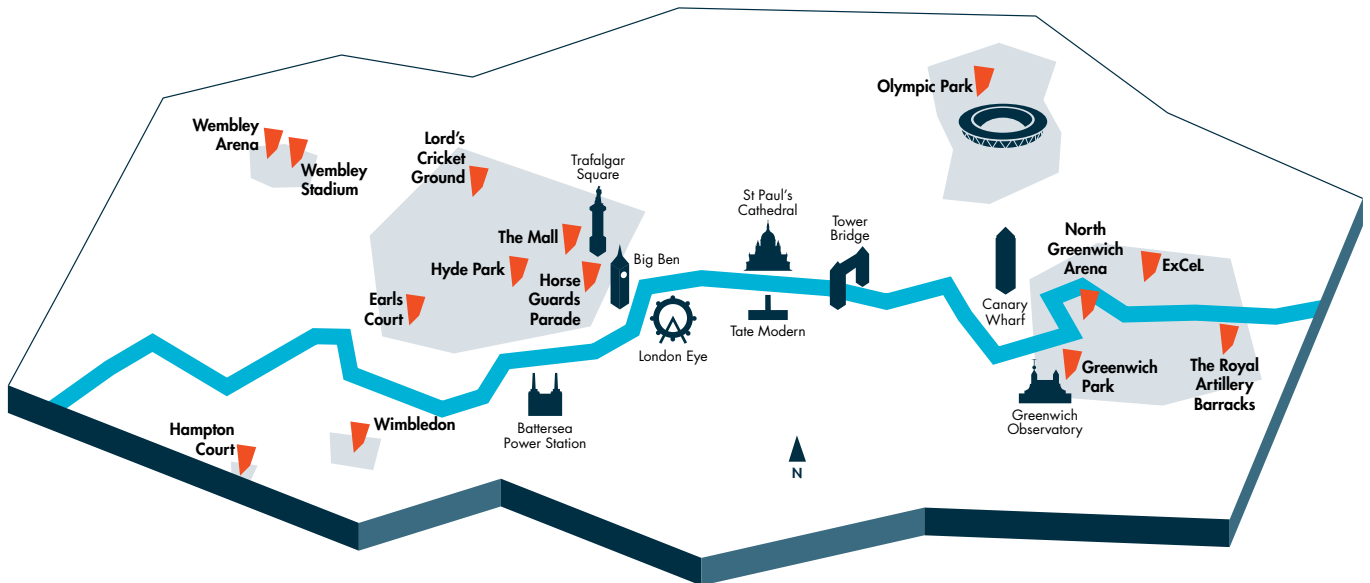 Olympic Park
Wembley
Arena
Wembley
Stadium
Lord's
Cricket
Ground
Trafalgar
Square
St Paul's
Cathedral
Tower
Bridge
The Mall
Hyde Park
Horse
Guards
Parade
Big Ben
Earls
Court
London Eye
Tate Modern
Canary
Wharf
North
Greenwich
Arena
ExCeL
Greenwich
Park
The Royal
Artillery
Barracks
Greenwich
Observatory
Hampton
Court
Wimbledon
Battersea
Power Station
N